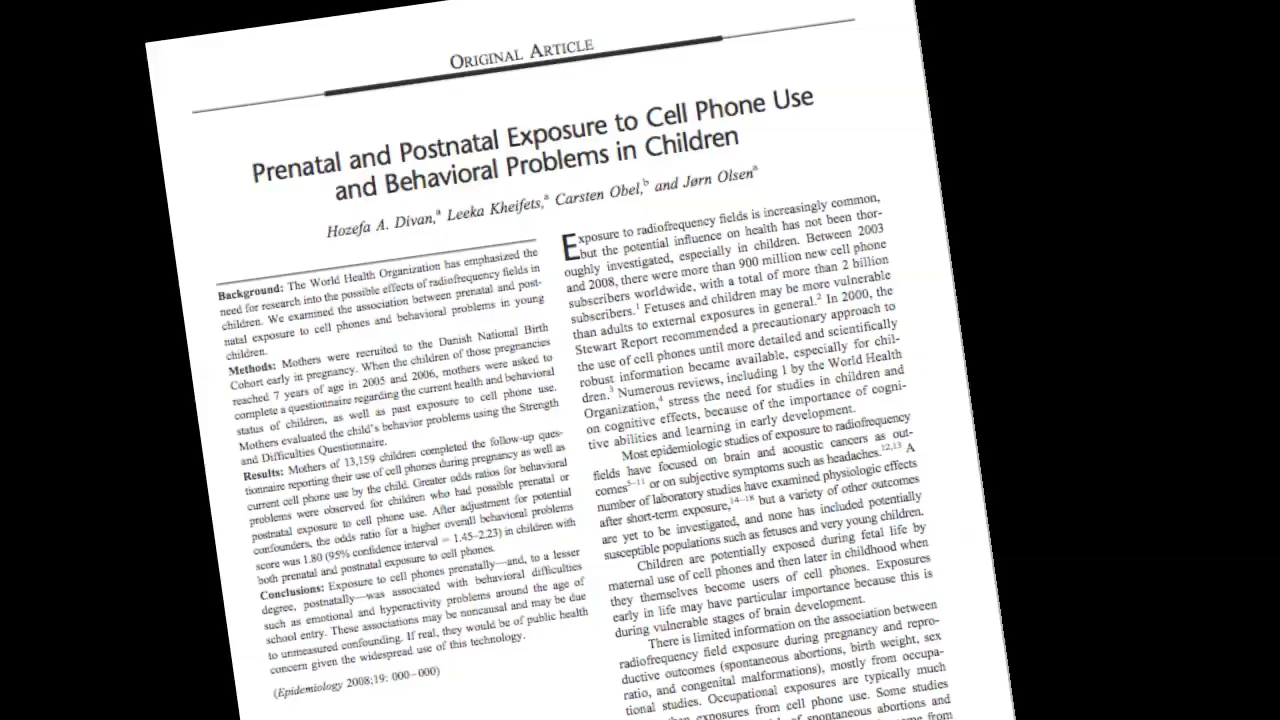 ORIGINAL ARTICLE
Prenatal and Postnatal Exposure to Cell Phone Use
and Behavioral Problems in Children
Hozefa A. Divan,a Leeka Kheifets,a Carsten Obel,b and Jørn Olsena
Background: The World Health Organization has emphasized the
need for research into the possible effects of radiofrequency fields in
children. We examined the association between prenatal and post-
natal exposure to cell phones and behavioral problems in young
children.
Methods: Mothers were recruited to the Danish National Birth
Cohort early in pregnancy. When the children of those pregnancies
reached 7 years of age in 2005 and 2006, mothers were asked to
complete a questionnaire regarding the current health and behavioral
status of children, as well as past exposure to cell phone use.
Mothers evaluated the child's behavior problems using the Strength
and Difficulties Questionnaire.
Results: Mothers of 13,159 children completed the follow-up ques-
tionnaire reporting their use of cell phones during pregnancy as well as
current cell phone use by the child. Greater odds ratios for behavioral
problems were observed for children who had possible prenatal or
postnatal exposure to cell phone use. After adjustment for potential
confounders, the odds ratio for a higher overall behavioral problems
score was 1.80 (95% confidence interval = 1.45–2.23) in children with
both prenatal and postnatal exposure to cell phones.
Conclusions: Exposure to cell phones prenatally—and, to a lesser
degree, postnatally—was associated with behavioral difficulties
such as emotional and hyperactivity problems around the age of
school entry. These associations may be noncausal and may be due
to unmeasured confounding. If real, they would be of public health
concern given the widespread use of this technology.
(Epidemiology 2008;19: 000–000)
Exposure to radiofrequency fields is increasingly common,
but the potential influence on health has not been thor-
oughly investigated, especially in children. Between 2003
and 2008, there were more than 900 million new cell phone
subscribers worldwide, with a total of more than 2 billion
subscribers.1 Fetuses and children may be more vulnerable
than adults to external exposures in general.2 In 2000, the
Stewart Report recommended a precautionary approach to
the use of cell phones until more detailed and scientifically
robust information became available, especially for chil-
dren.3 Numerous reviews, including 1 by the World Health
Organization,4 stress the need for studies in children and
on cognitive effects, because of the importance of cogni-
tive abilities and learning in early development.
Most epidemiologic studies of exposure to radiofrequency
fields have focused on brain and acoustic cancers as out-
comes5–11 or on subjective symptoms such as headaches.12,13 A
number of laboratory studies have examined physiologic effects
after short-term exposure,14–18 but a variety of other outcomes
are yet to be investigated, and none has included potentially
susceptible populations such as fetuses and very young children.
Children are potentially exposed during fetal life by
maternal use of cell phones and then later in childhood when
they themselves become users of cell phones. Exposures
early in life may have particular importance because this is
during vulnerable stages of brain development.
There is limited information on the association between
radiofrequency field exposure during pregnancy and repro-
ductive outcomes (spontaneous abortions, birth weight, sex
ratio, and congenital malformations), mostly from occupa-
tional studies. Occupational exposures are typically much
exposures from cell phone use. Some studies
of spontaneous abortions and
from